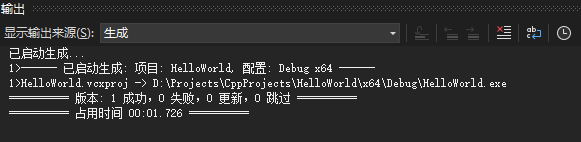 输出
显示输出来源(S): 生成
已启动生成...
1>------ 已启动生成: 项目: HelloWorld, 配置: Debug x64 ------
1>HelloWorld.vcxproj -> D:\Projects\CppProjects\HelloWorld\x64\Debug\HelloWorld.exe
========== 版本: 1 成功，0 失败，0 更新，0 跳过 ==========
========== 占用时间 00:01.726 ==========